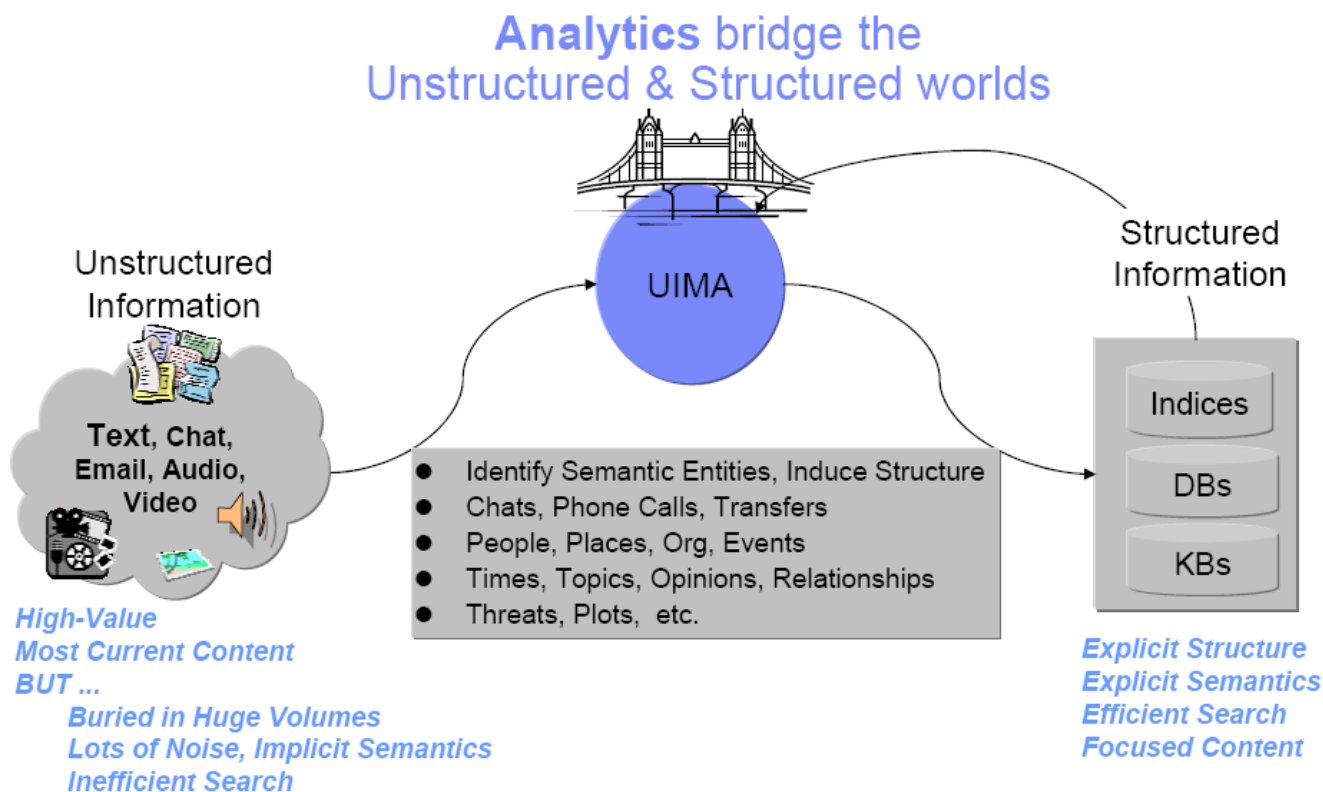 Analytics bridge the
Unstructured & Structured worlds
Unstructured
Information
Text, Chat,
Email, Audio,
Video
High-Value
Most Current Content
BUT ...
Buried in Huge Volumes
Lots of Noise, Implicit Semantics
Inefficient Search
UIMA
● Identify Semantic Entities, Induce Structure
● Chats, Phone Calls, Transfers
● People, Places, Org, Events
● Times, Topics, Opinions, Relationships
● Threats, Plots, etc.
Structured
Information
Indices
DBs
KBs
Explicit Structure
Explicit Semantics
Efficient Search
Focused Content